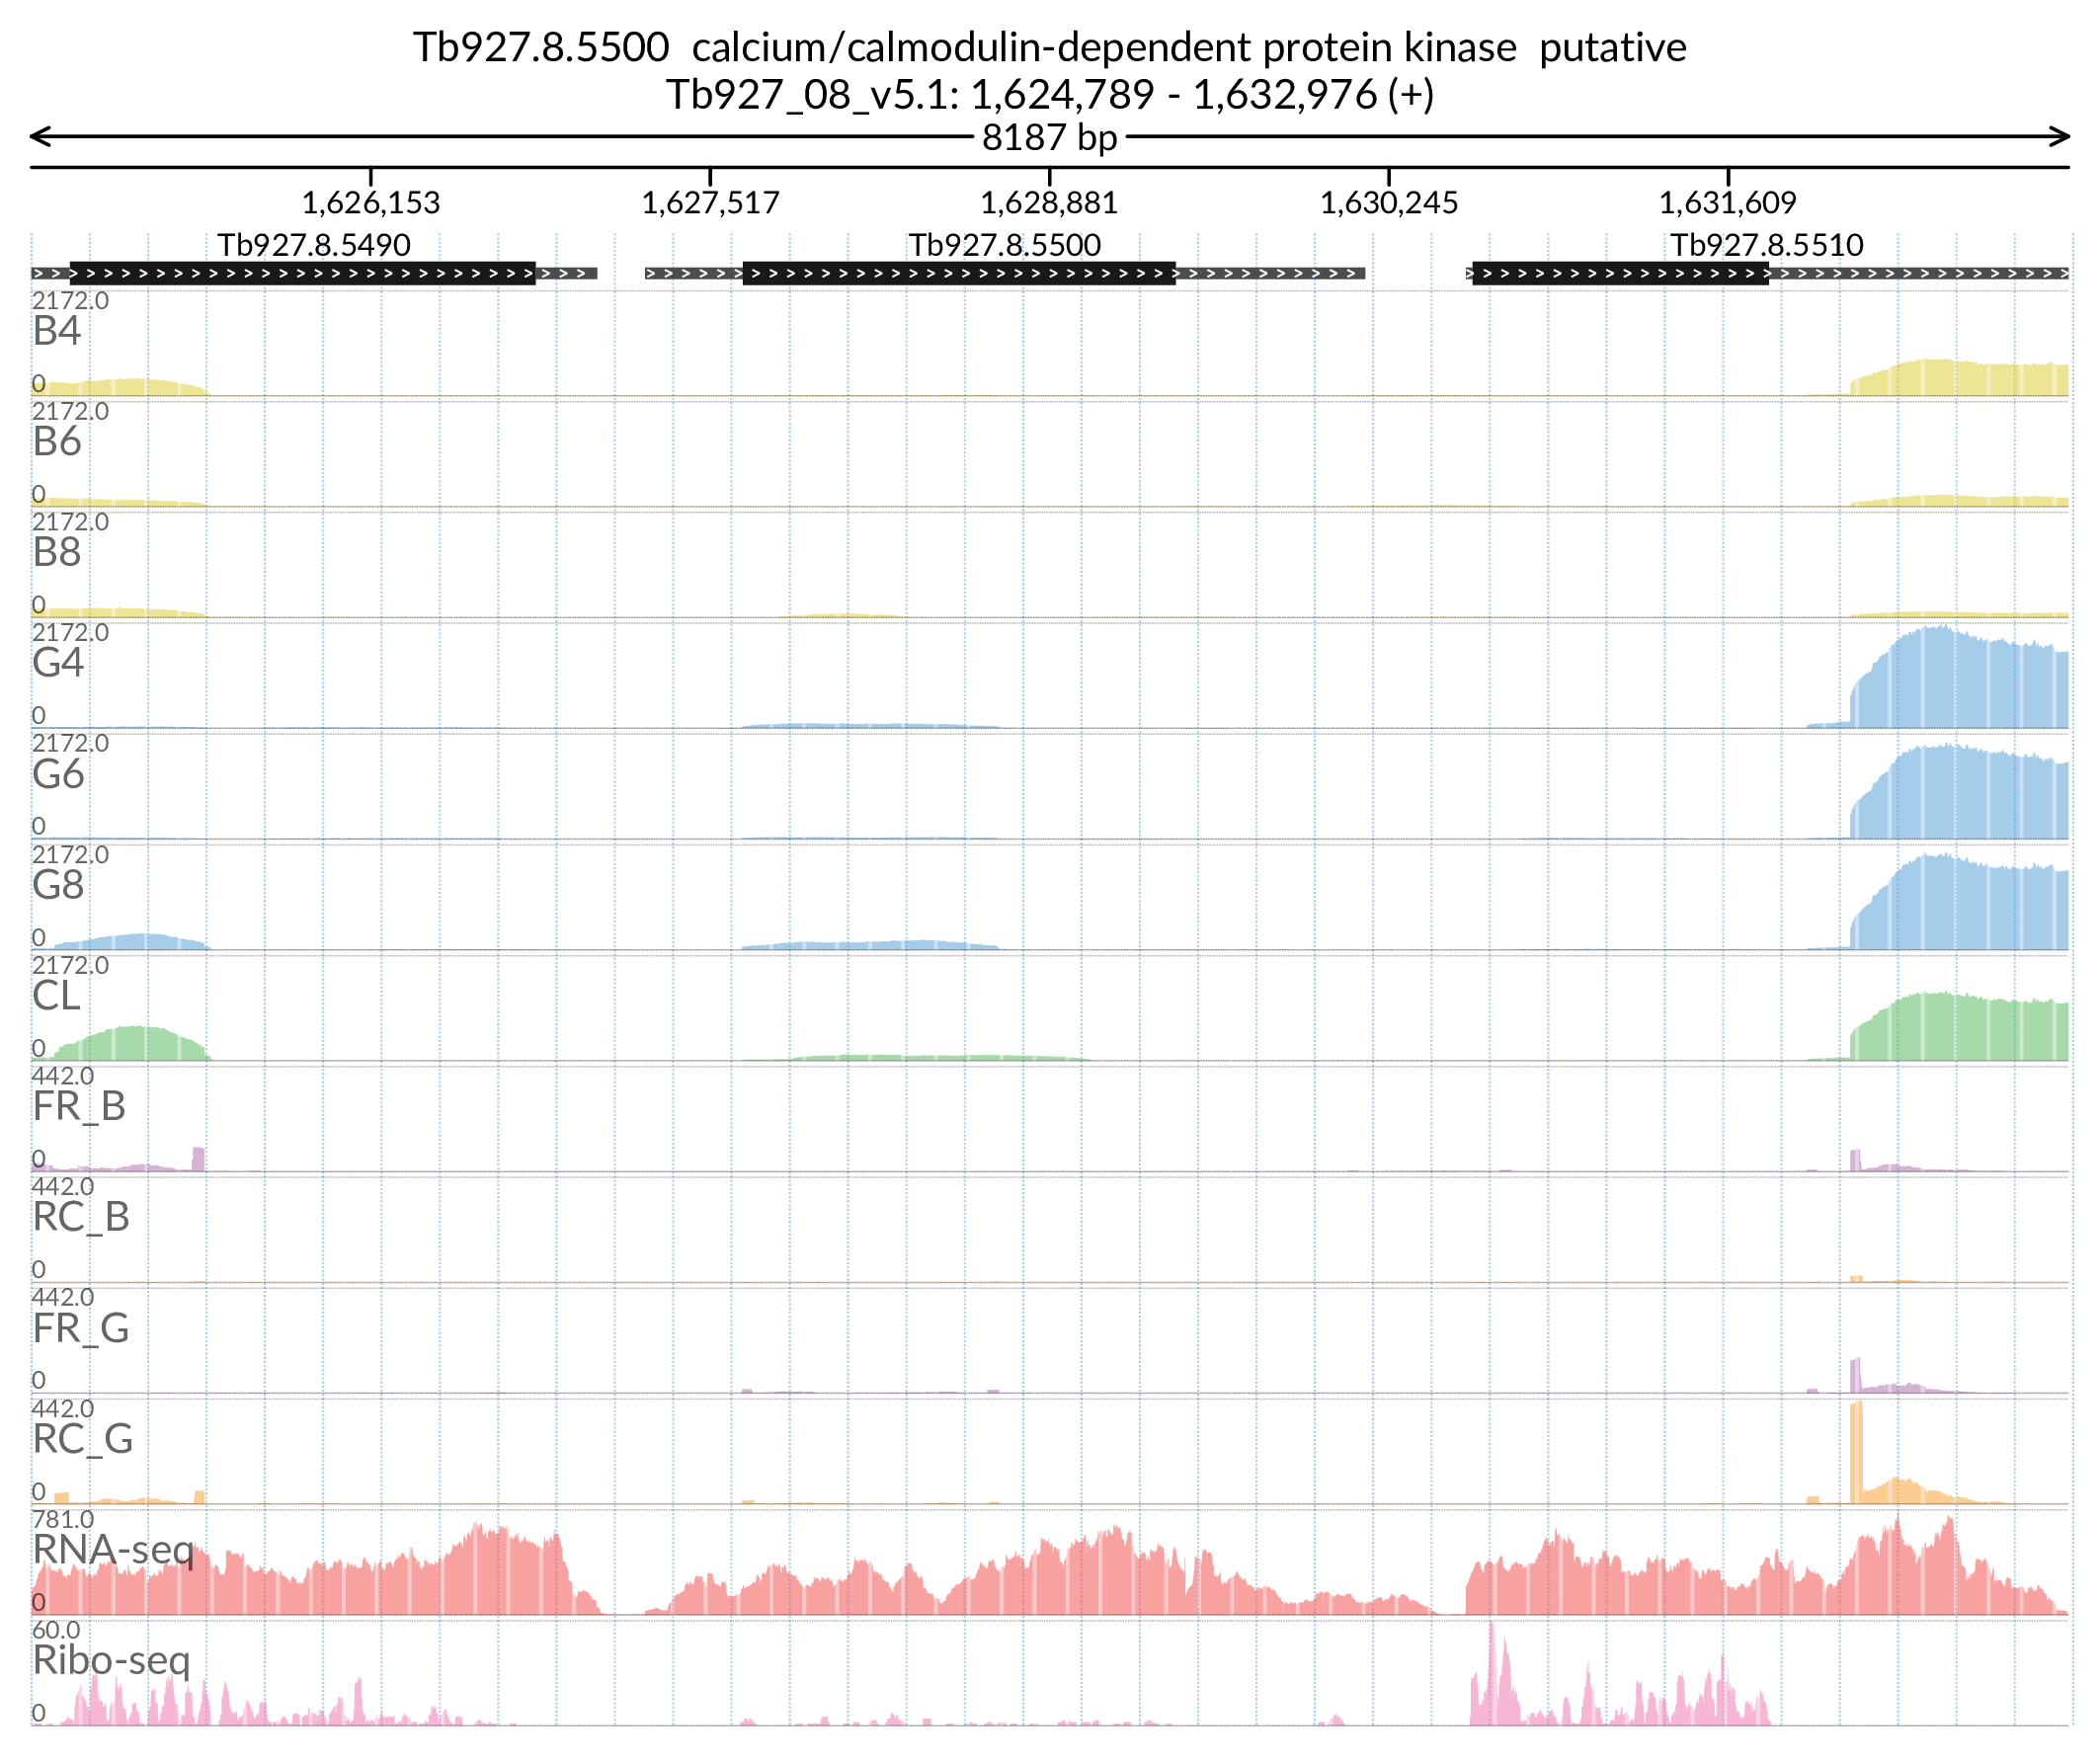 Tb927.8.5500  calcium/calmodulin-dependent protein kinase  putative
Tb927_08_v5.1: 1,624,789 - 1,632,976 (+)
8187 bp
1,626,153 1,627,517 1,628,881 1,630,245 1,631,609
Tb927.8.5490 Tb927.8.5500 Tb927.8.5510
2172.0
B4
0
2172.0
B6
0
2172.0
B8
0
2172.0
G4
0
2172.0
G6
0
2172.0
G8
0
2172.0
CL
0
442.0
FR_B
0
442.0
RC_B
0
442.0
FR_G
0
442.0
RC_G
0
781.0
RNA-seq
0
60.0
Ribo-seq
0